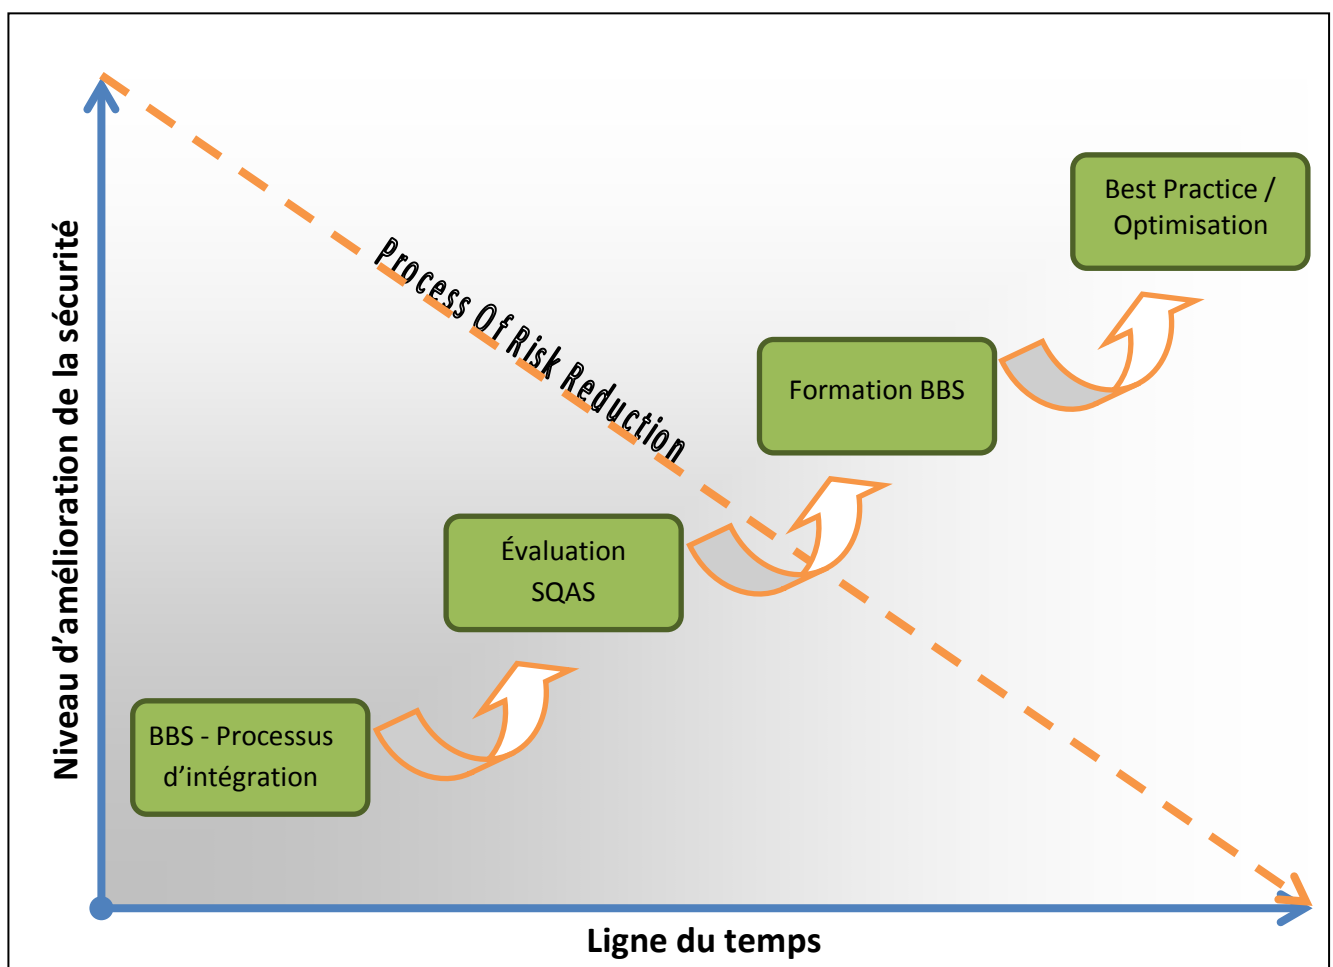 Niveau d’amélioration de la sécurité
Process Of Risk Reduction
Best Practice /
Optimisation
Formation BBS
Évaluation
SQAS
BBS - Processus
d’intégration
Ligne du temps